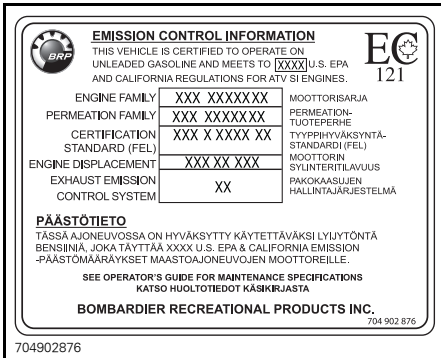 BRP
EMISSION CONTROL INFORMATION
THIS VEHICLE IS CERTIFIED TO OPERATE ON
UNLEADED GASOLINE AND MEETS TO XXXX U.S. EPA
AND CALIFORNIA REGULATIONS FOR ATV SI ENGINES.
EC
121
ENGINE FAMILY XXX XXXXXXX MOOTTORISARJA
PERMEATION FAMILY XXX XXXXXXX PERMEATION-
TUOTEPERHE
CERTIFICATION
STANDARD (FEL) XXX X XXXX XX TYYPPIHYVÄKSYNTÄ-
STANDARDI (FEL)
ENGINE DISPLACEMENT XXX XX XXX MOOTTORIN
SYLINTERITILAVUUS
EXHAUST EMISSION
CONTROL SYSTEM XX PAKOKAASUJEN
HALLINTAJÄRJESTELMÄ
PÄÄSTÖTIETO
TÄSSÄ AJONEUVOSSA ON HYVÄKSYTTY KÄYTETTÄVÄKSI LYIJYTÖNTÄ
BENSIINIÄ, JOKA TÄYTTÄÄ XXXX U.S. EPA & CALIFORNIA EMISSION
-PÄÄSTÖMÄÄRÄYKSET MAASTOAJONEUVOJEN MOOTTOREILLE.
SEE OPERATOR'S GUIDE FOR MAINTENANCE SPECIFICATIONS
KATSO HUOLTOTIEDOT KÄSIKIRJASTA
BOMBARDIER RECREATIONAL PRODUCTS INC.
704 902 876
704902876